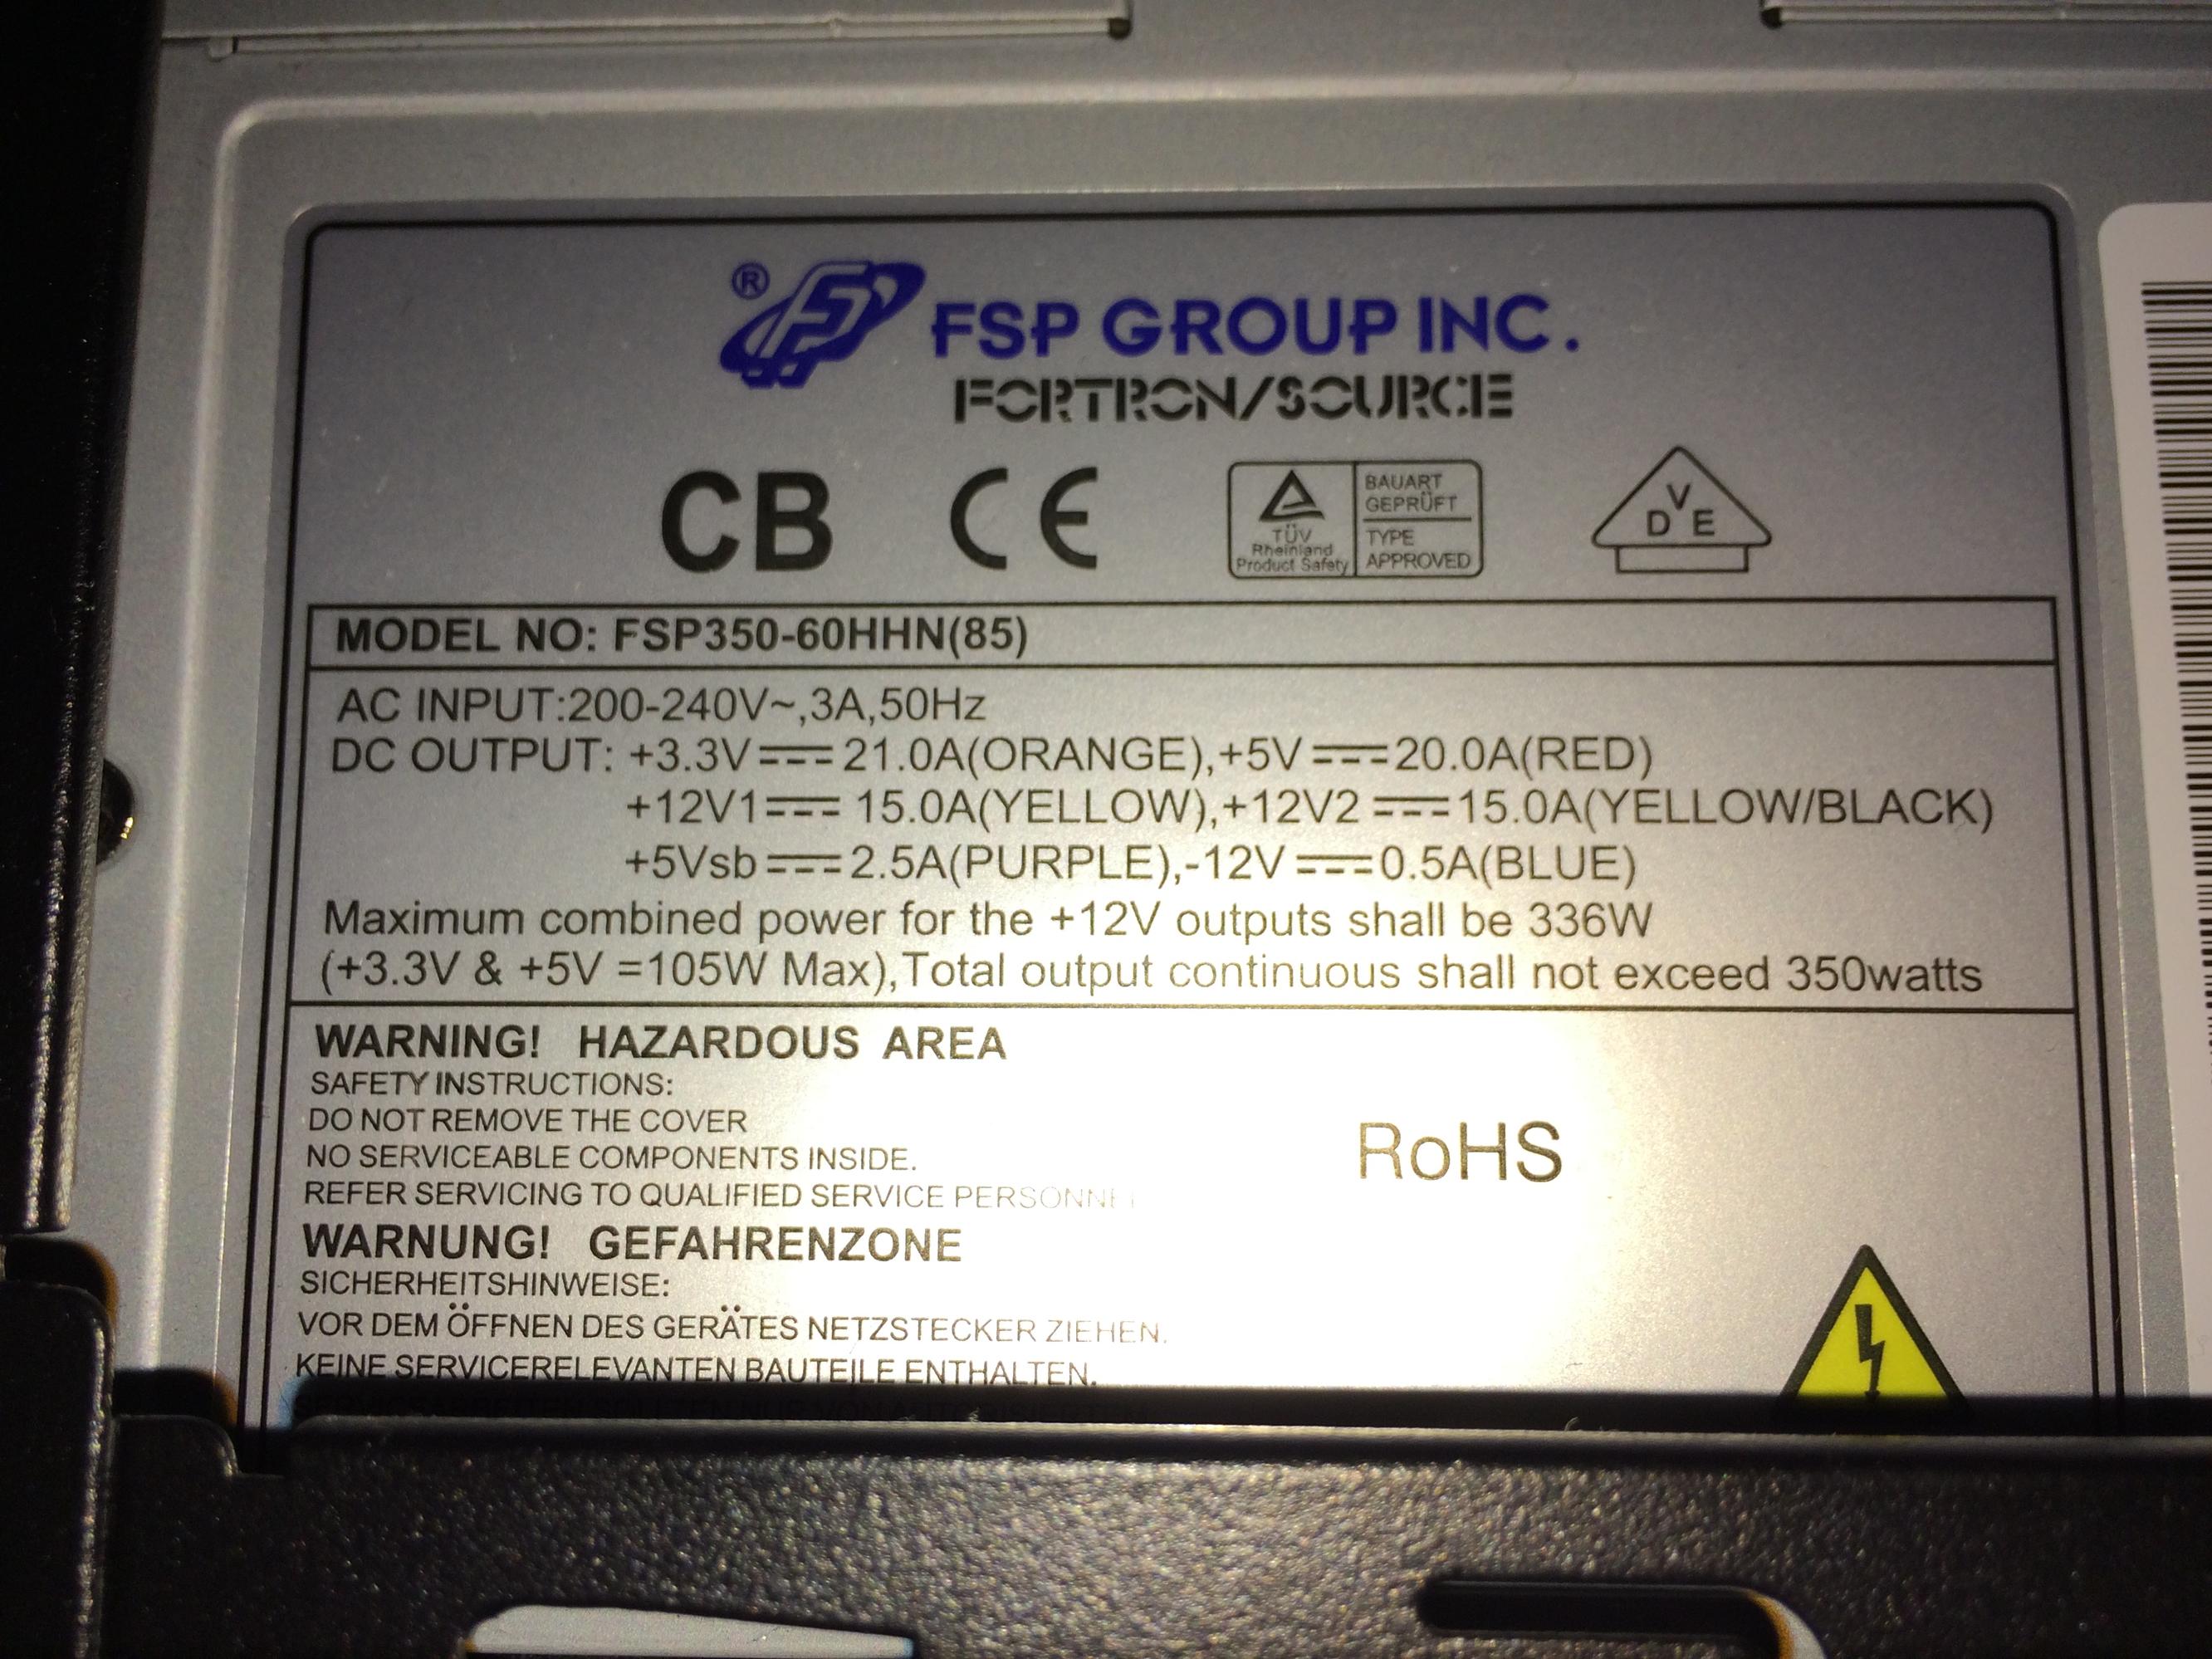 ® FSP GROUP INC.
FORTRON/SOURCE
CB CE
TÜV
Rheinland
Product Safety
BAUART
GEPRÜFT
TYPE
APPROVED
V
D E
MODEL NO: FSP350-60HHN(85)
AC INPUT:200-240V~,3A,50Hz
DC OUTPUT: +3.3V⎓21.0A(ORANGE),+5V⎓20.0A(RED)
+12V1⎓15.0A(YELLOW),+12V2⎓15.0A(YELLOW/BLACK)
+5Vsb⎓2.5A(PURPLE),-12V⎓0.5A(BLUE)
Maximum combined power for the +12V outputs shall be 336W
(+3.3V & +5V =105W Max),Total output continuous shall not exceed 350watts
WARNING! HAZARDOUS AREA
SAFETY INSTRUCTIONS:
DO NOT REMOVE THE COVER
NO SERVICEABLE COMPONENTS INSIDE.
REFER SERVICING TO QUALIFIED SERVICE PERSONNEL
RoHS
WARNUNG! GEFAHRENZONE
SICHERHEITSHINWEISE:
VOR DEM ÖFFNEN DES GERÄTES NETZSTECKER ZIEHEN.
KEINE SERVICERELEVANTEN BAUTEILE ENTHALTEN.